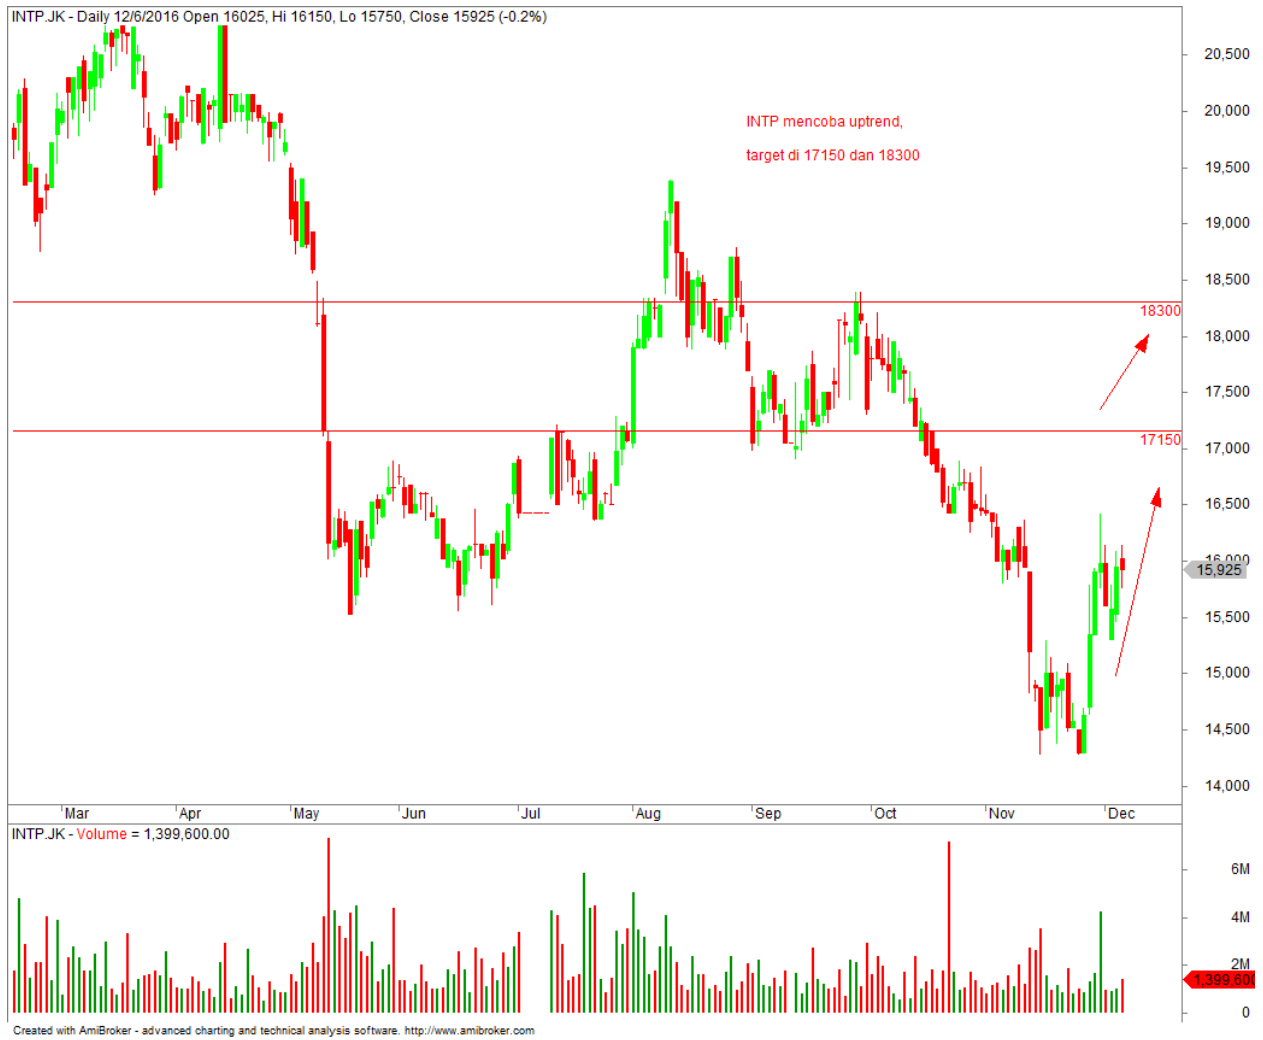 INTP.JK - Daily 12/6/2016 Open 16025, Hi 16150, Lo 15750, Close 15925 (-0.2%)
20,500
20,000
INTP mencoba uptrend,
target di 17150 dan 18300
19,500
19,000
18,500
18300
18,000
17,500
17150
17,000
16,500
16,000
15,925
15,500
15,000
14,500
14,000
Mar Apr May Jun Jul Aug Sep Oct Nov Dec
INTP.JK - Volume = 1,399,600.00
6M
4M
2M
1,399,600
0
Created with AmiBroker - advanced charting and technical analysis software. http://www.amibroker.com